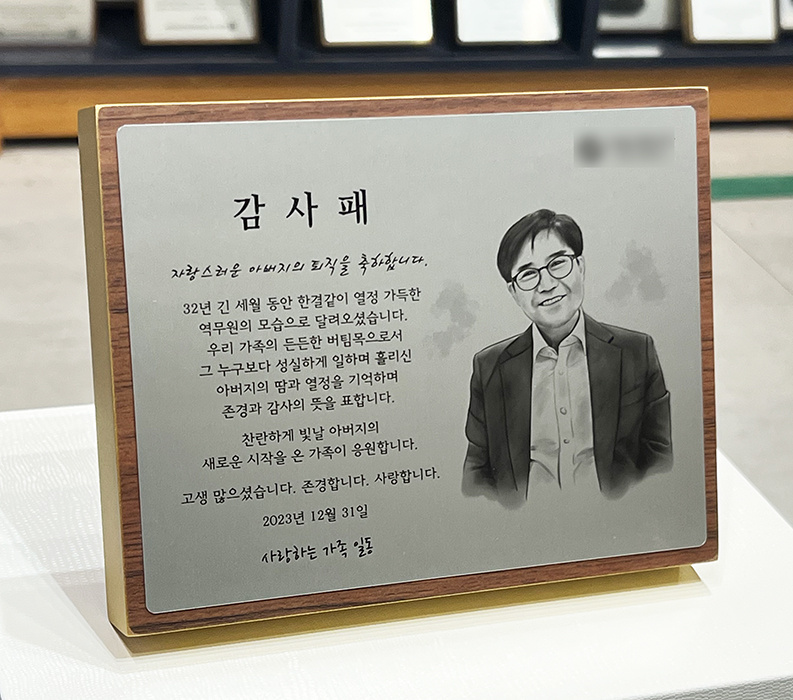 감사패
자랑스러운 아버지의 퇴직을 축하합니다.
32년 긴 세월 동안 한결같이 열정 가득한
역무원의 모습으로 달려오셨습니다.
우리 가족의 든든한 버팀목으로서
그 누구보다 성실하게 일하며 흘리신
아버지의 땀과 열정을 기억하며
존경과 감사의 뜻을 표합니다.
찬란하게 빛날 아버지의
새로운 시작을 온 가족이 응원합니다.
고생 많으셨습니다. 존경합니다. 사랑합니다.
2023년 12월 31일
사랑하는 가족 일동